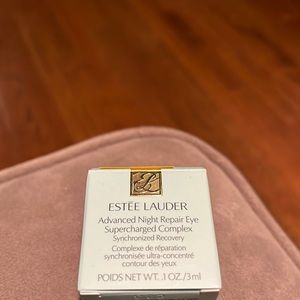 ESTĒE LAUDER
Advanced Night Repair Eye
Supercharged Complex
Synchronized Recovery
Complexe de réparation
synchronisée ultra-concentré
contour des yeux
POIDS NET WT. .1 OZ./3ml